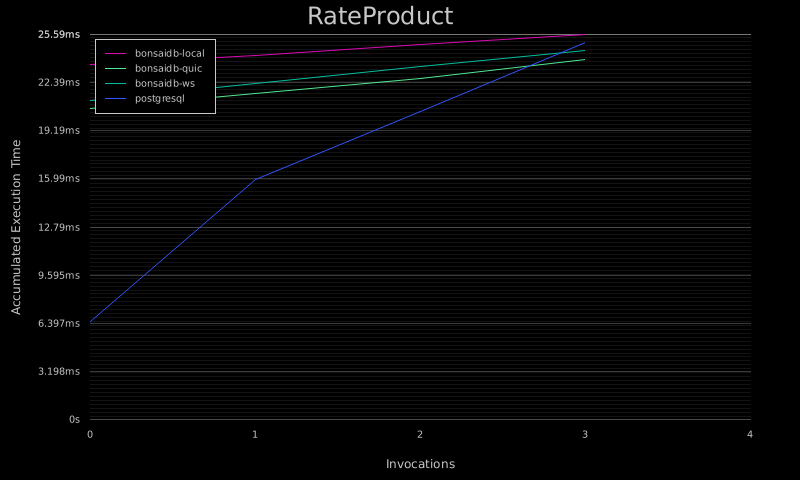 RateProduct
25.59ms
bonsaidb-local
bonsaidb-quic
bonsaidb-ws
postgresql
22.39ms
19.19ms
15.99ms
12.79ms
9.595ms
6.397ms
3.198ms
0s
Accumulated Execution Time
0 1 2 3 4
Invocations